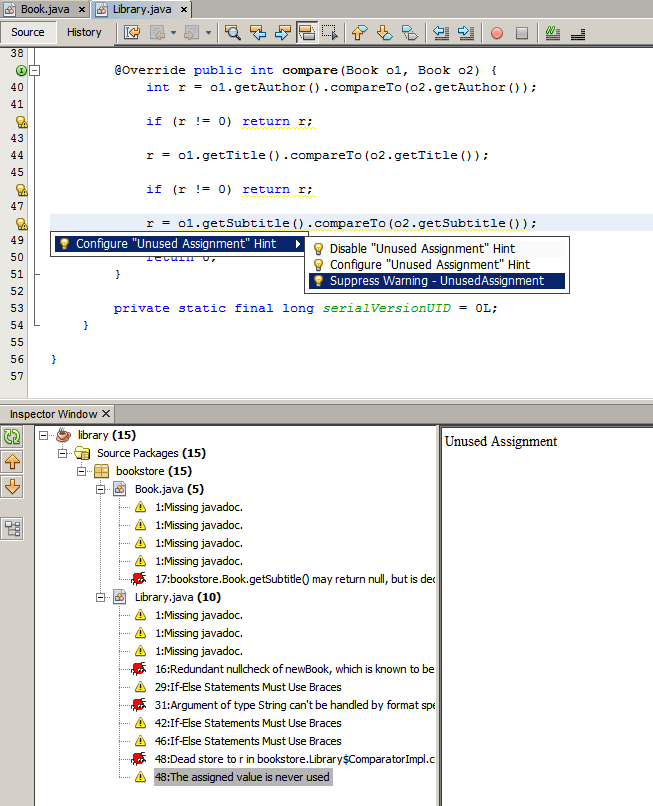 Book.java × Library.java ×
Source History
38
@Override public int compare(Book o1, Book o2) {
40 int r = o1.getAuthor().compareTo(o2.getAuthor());
41
if (r != 0) return r;
43
44 r = o1.getTitle().compareTo(o2.getTitle());
45
if (r != 0) return r;
47
r = o1.getSubtitle().compareTo(o2.getSubtitle());
49 Configure "Unused Assignment" Hint
Disable "Unused Assignment" Hint
50 return 0;
Configure "Unused Assignment" Hint
51 }
Suppress Warning - UnusedAssignment
52
53 private static final long serialVersionUID = 0L;
54 }
55
56 }
57
Inspector Window ×
library (15)
Source Packages (15)
bookstore (15)
Book.java (5)
1:Missing javadoc.
1:Missing javadoc.
1:Missing javadoc.
1:Missing javadoc.
17:bookstore.Book.getSubtitle() may return null, but is dec
Library.java (10)
1:Missing javadoc.
1:Missing javadoc.
1:Missing javadoc.
16:Redundant nullcheck of newBook, which is known to be
29:If-Else Statements Must Use Braces
31:Argument of type String can't be handled by format spe
42:If-Else Statements Must Use Braces
46:If-Else Statements Must Use Braces
48:Dead store to r in bookstore.Library$ComparatorImpl.c
48:The assigned value is never used
Unused Assignment